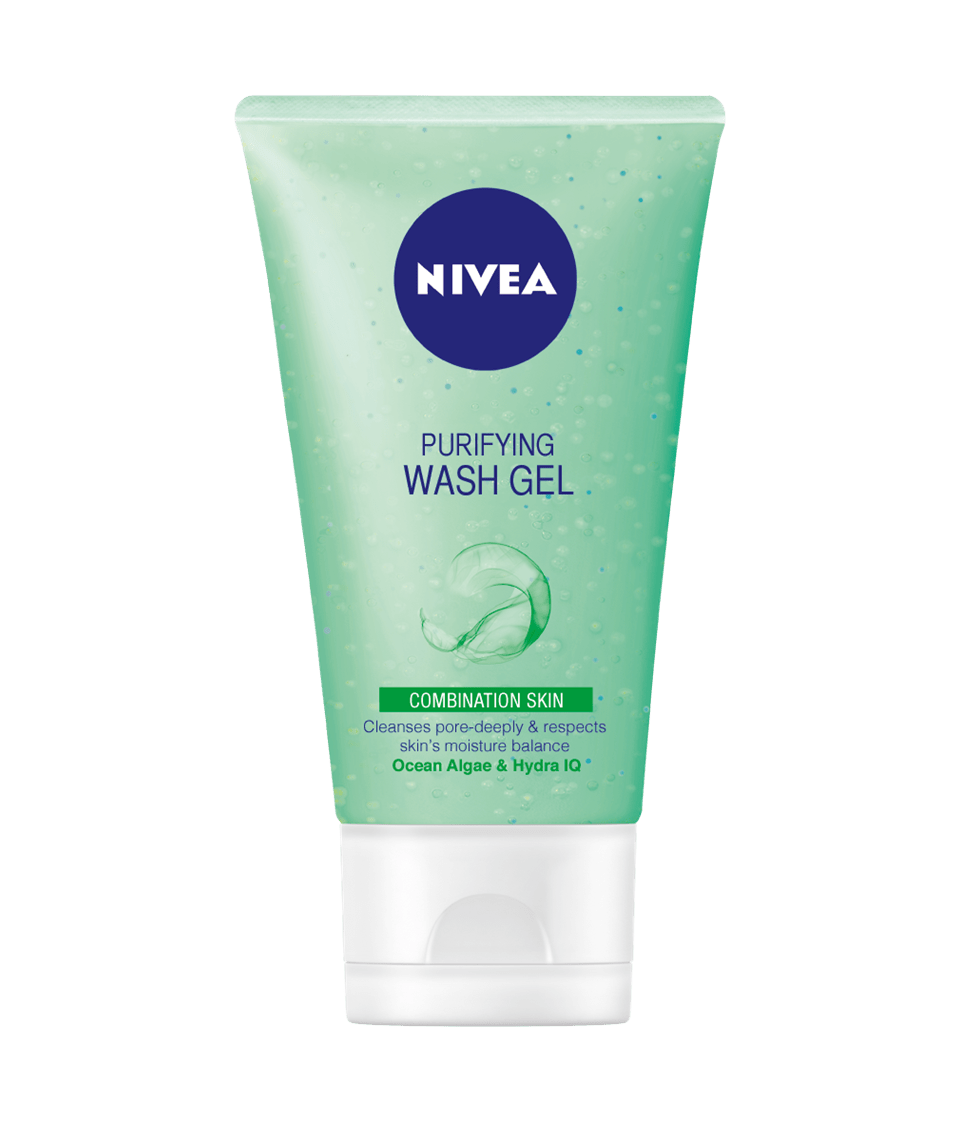 NIVEA
PURIFYING
WASH GEL
COMBINATION SKIN
Cleanses pore-deeply & respects
skin's moisture balance
Ocean Algae & Hydra IQ